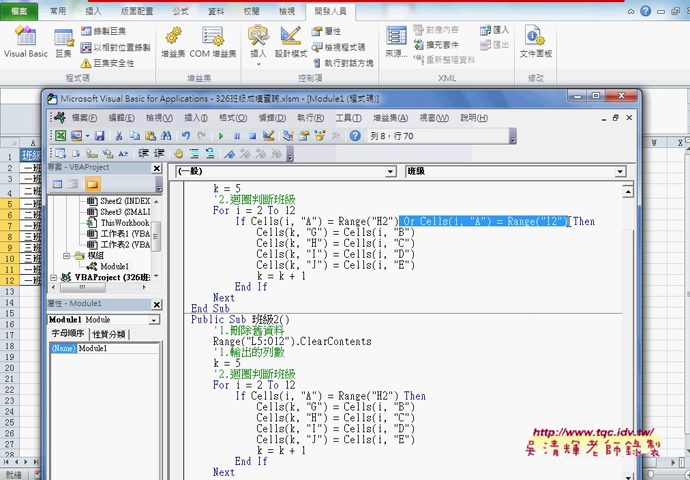 檔案 常用 插入 版面配置 公式 資料 校閱 檢視 開發人員
Visual Basic 巨集 錄製巨集 以相對位置錄製 巨集安全性
程式碼
增益集 COM 增益集
增益集
插入 設計模式 屬性 檢視程式碼 執行對話方塊
控制項
來源... 對應內容 擴充套件 重新整理資料 匯入 匯出
XML
文件面板
修改
Microsoft Visual Basic for Applications - 326班級成績查詢.xlsm - [Module1 (程式碼)]
檔案(F) 編輯(E) 檢視(V) 插入(I) 格式(O) 偵錯(D) 執行(R) 工具(T) 增益集(A) 視窗(W) 說明(H)
列 8，行 70
專案 - VBAProject
Sheet2 (INDEX
Sheet3 (SMALL
ThisWorkbook
工作表1 (VBA
工作表2 (VB
模組
Module1
VBAProject (326班
屬性 - Module1
Module1 Module
字母順序 性質分類
(Name) Module1
(一般) 班級
k = 5
'2.迴圈判斷班級
For i = 2 To 12
If Cells(i, "A") = Range("H2") Or Cells(i, "A") = Range("I2") Then
Cells(k, "G") = Cells(i, "B")
Cells(k, "H") = Cells(i, "C")
Cells(k, "I") = Cells(i, "D")
Cells(k, "J") = Cells(i, "E")
k = k + 1
End If
Next
End Sub
Public Sub 班級2()
'1.刪除舊資料
Range("L5:O12").ClearContents
'1.輸出的列數
k = 5
'2.迴圈判斷班級
For i = 2 To 12
If Cells(i, "A") = Range("H2") Then
Cells(k, "G") = Cells(i, "B")
Cells(k, "H") = Cells(i, "C")
Cells(k, "I") = Cells(i, "D")
Cells(k, "J") = Cells(i, "E")
k = k + 1
End If
Next
http://www.tqc.idv.tw/
吳清輝老師錄製
就緒